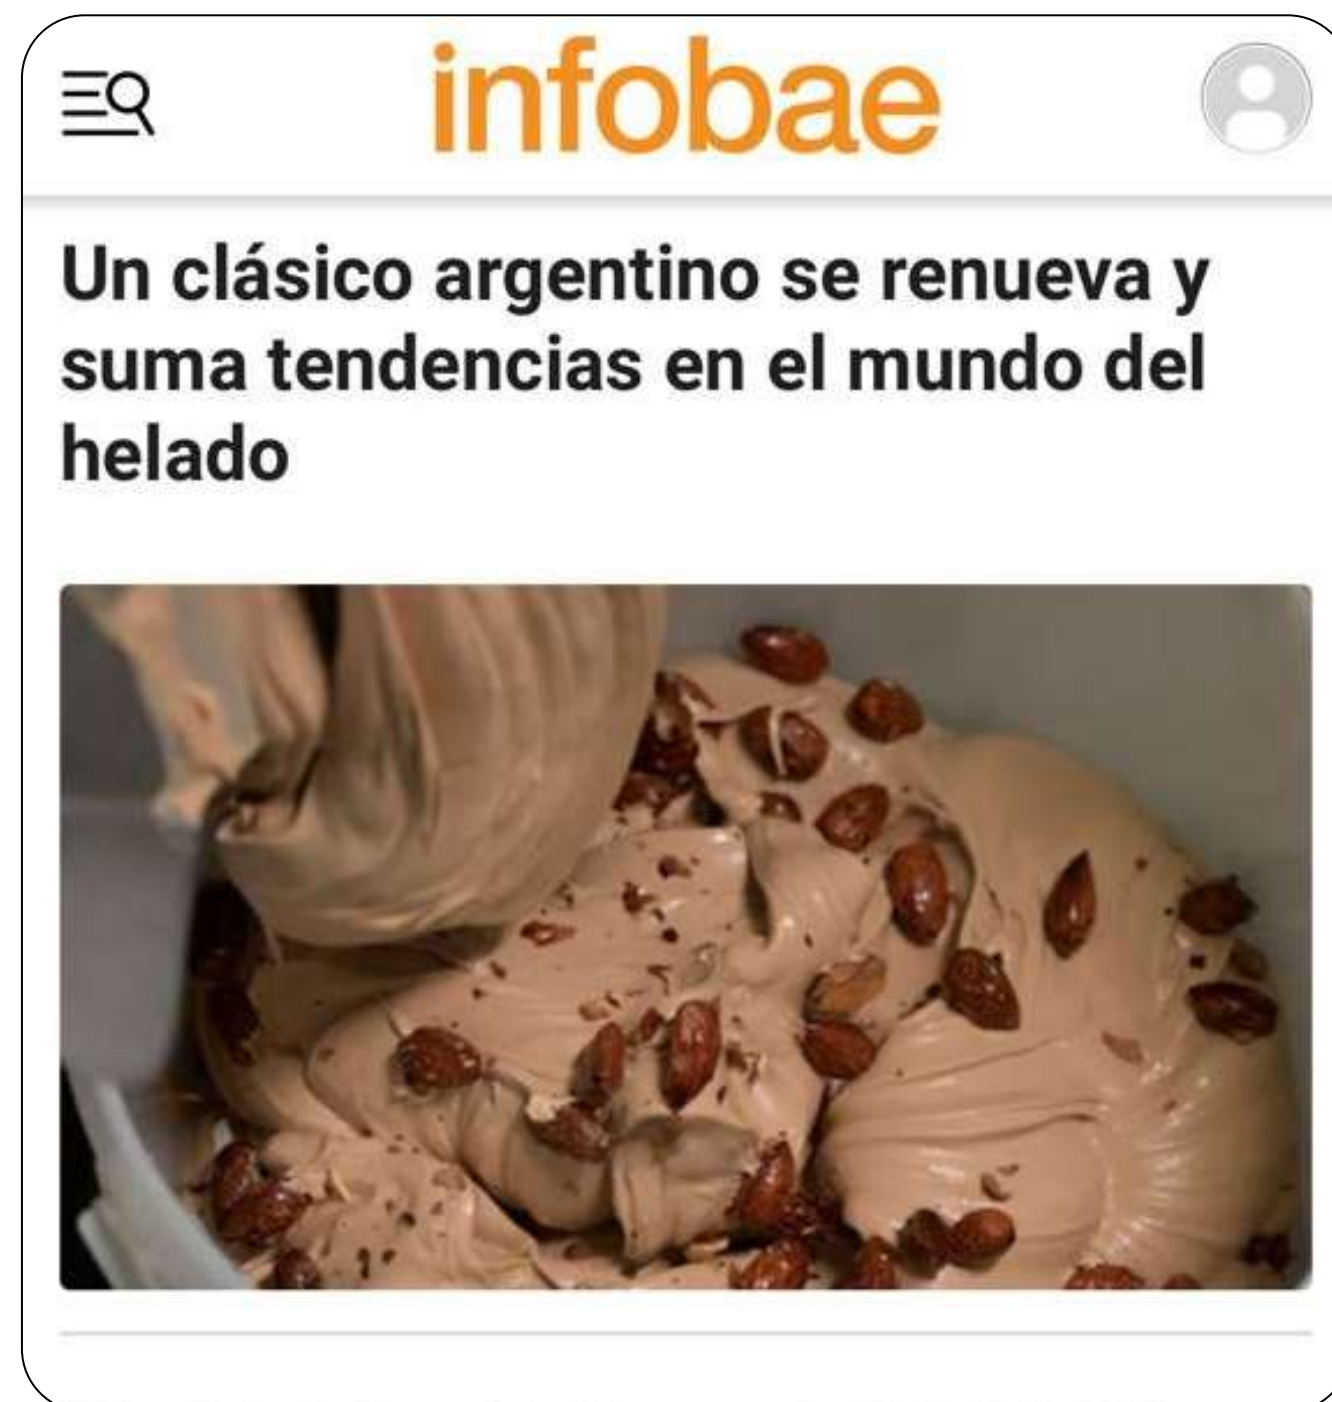 infobae
Un clásico argentino se renueva y
suma tendencias en el mundo del
helado